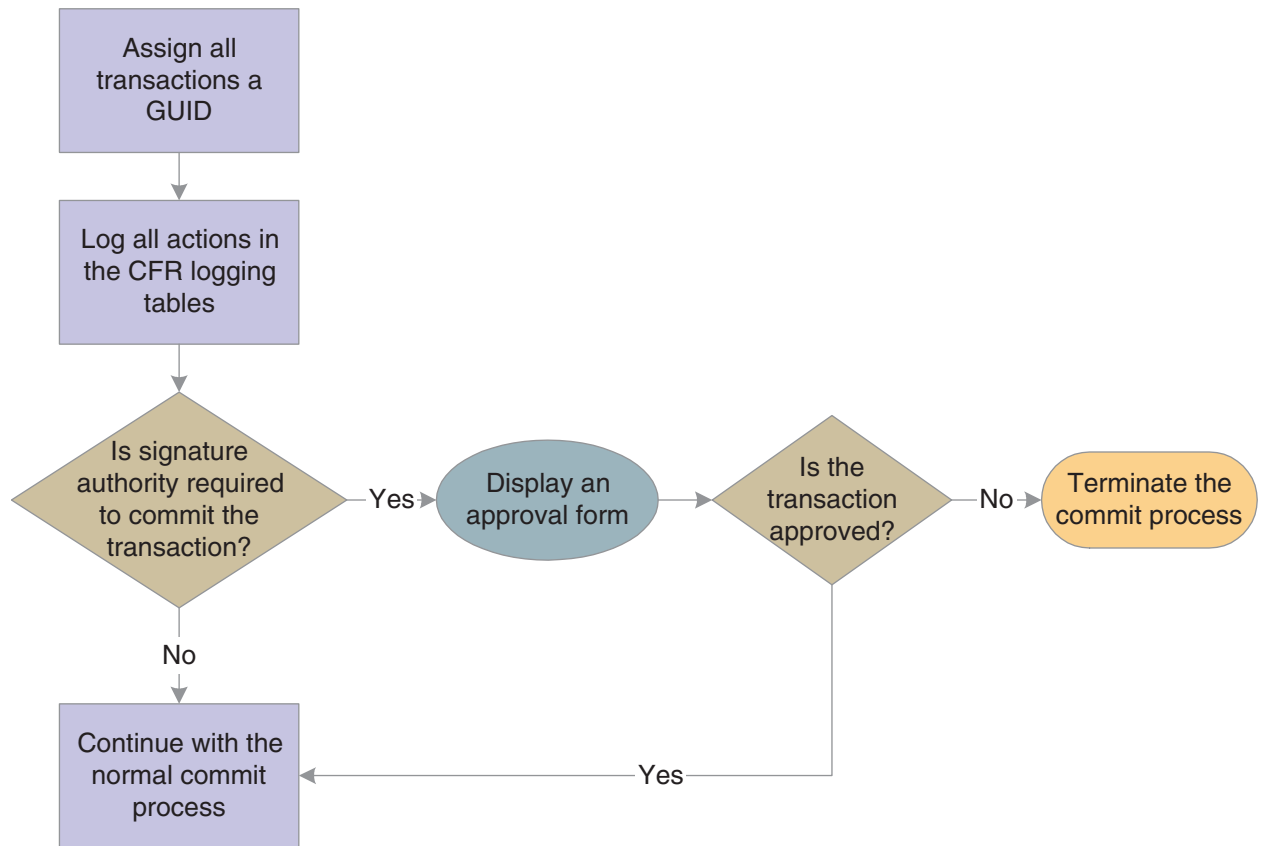 Assign all
transactions a
GUID
Log all actions in
the CFR logging
tables
Is signature
authority required
to commit the
transaction?
Yes
Display an
approval form
Is the
transaction
approved?
No
Terminate the
commit process
No
Continue with the
normal commit
process
Yes